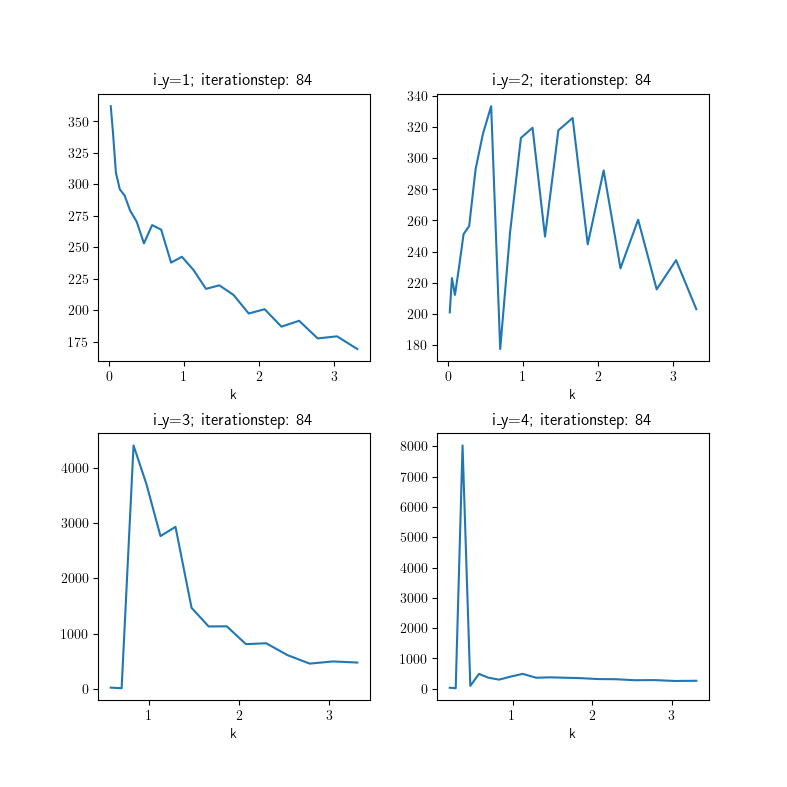 i_y=1; iterationstep: 84
350
325
300
275
250
225
200
175
0 1 2 3
k
i_y=2; iterationstep: 84
340
320
300
280
260
240
220
200
180
0 1 2 3
k
i_y=3; iterationstep: 84
4000
3000
2000
1000
0
1 2 3
k
i_y=4; iterationstep: 84
8000
7000
6000
5000
4000
3000
2000
1000
0
1 2 3
k